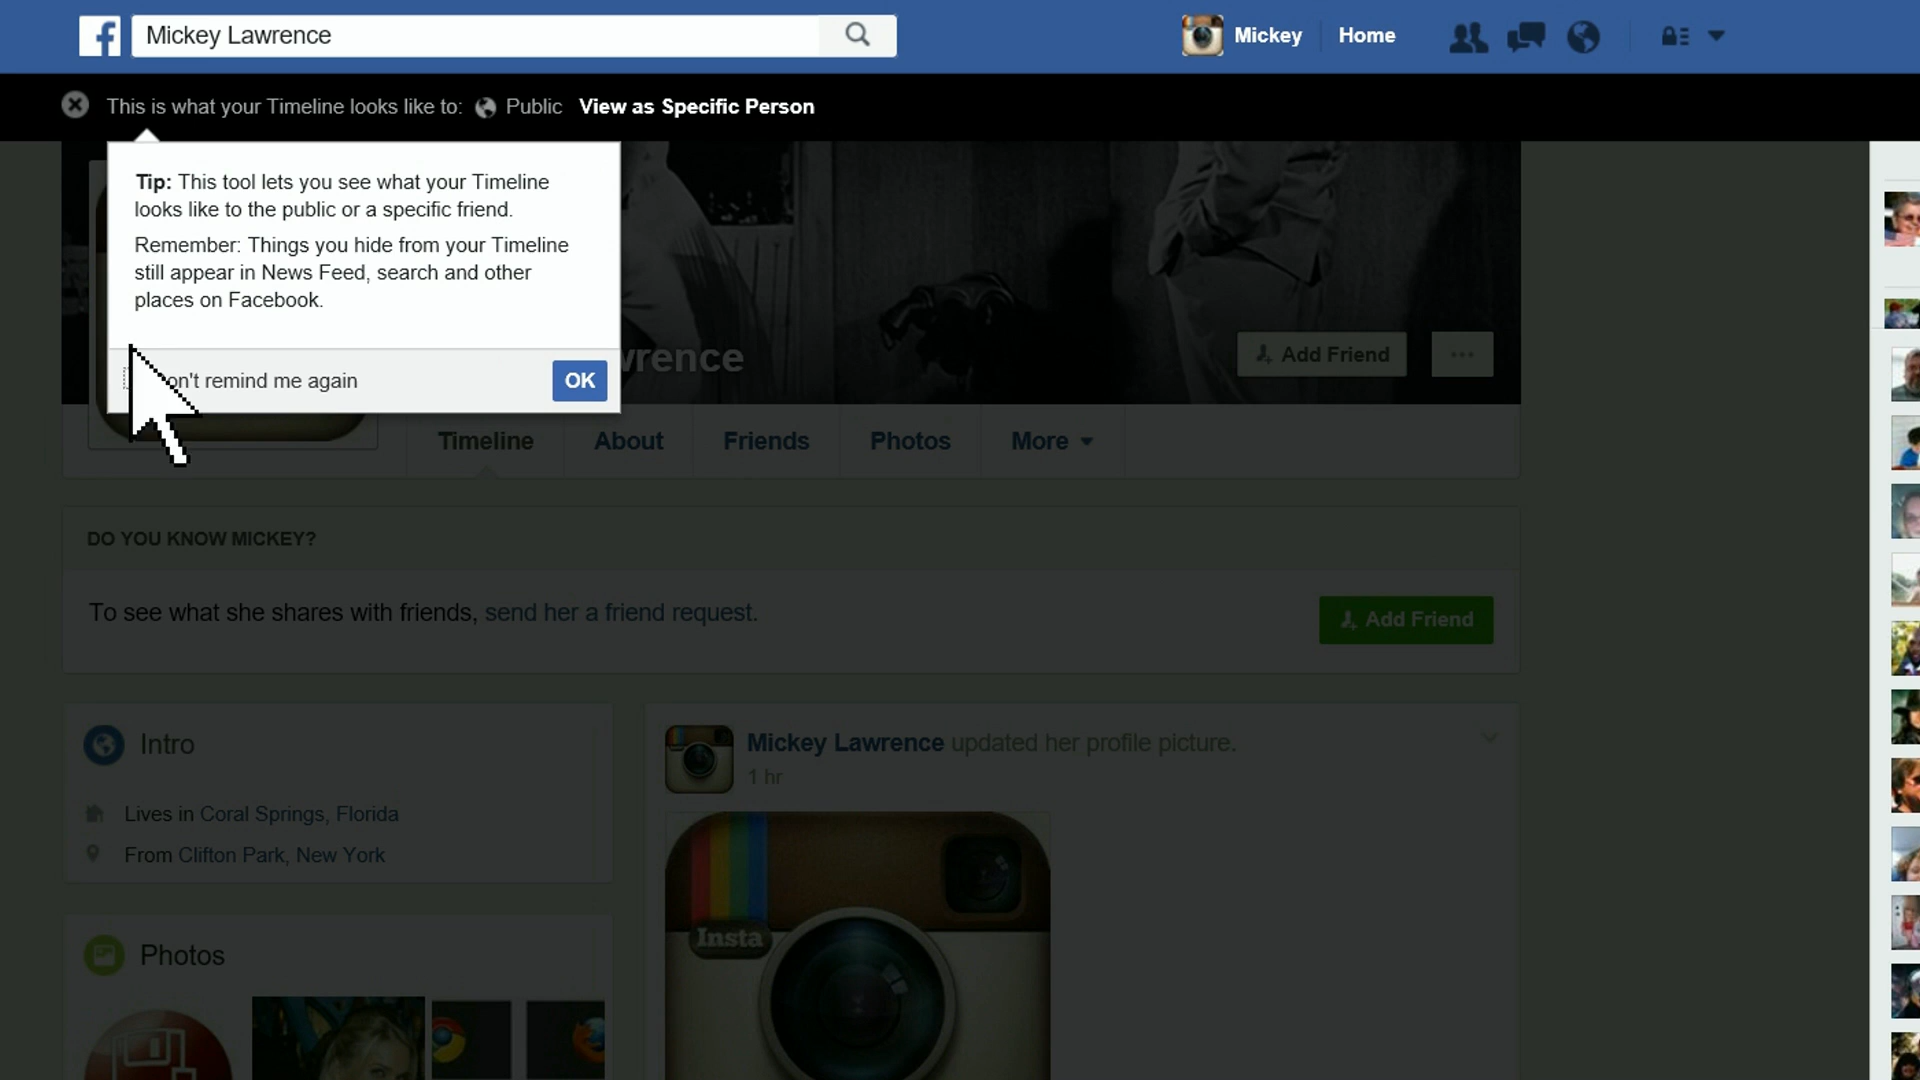 Mickey Lawrence
Mickey
Home
This is what your Timeline looks like to: Public View as Specific Person
Tip: This tool lets you see what your Timeline
looks like to the public or a specific friend.
Remember: Things you hide from your Timeline
still appear in News Feed, search and other
places on Facebook.
on't remind me again
OK
wrence
Add Friend
Timeline
About
Friends
Photos
More
DO YOU KNOW MICKEY?
To see what she shares with friends, send her a friend request.
Add Friend
Intro
Lives in Coral Springs, Florida
From Clifton Park, New York
Photos
Mickey Lawrence updated her profile picture.
1 hr
Insta